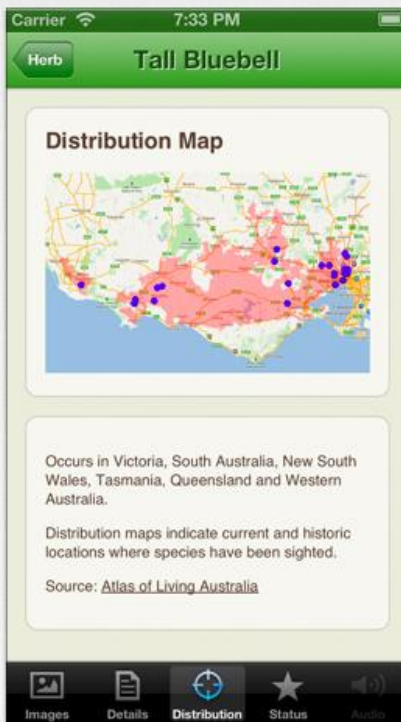 Carrier 7:33 PM
Herb Tall Bluebell
Distribution Map
Occurs in Victoria, South Australia, New South
Wales, Tasmania, Queensland and Western
Australia.
Distribution maps indicate current and historic
locations where species have been sighted.
Source: Atlas of Living Australia
Images Details Distribution Status Audio